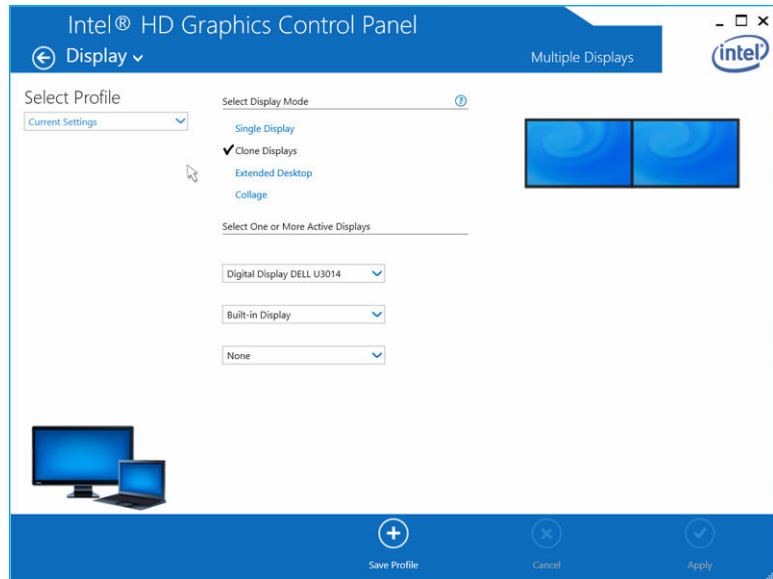 Intel® HD Graphics Control Panel
Display
Multiple Displays
intel
Select Profile
Current Settings
Select Display Mode
?
Single Display
Clone Displays
Extended Desktop
Collage
Select One or More Active Displays
Digital Display DELL U3014
Built-in Display
None
Save Profile
Cancel
Apply